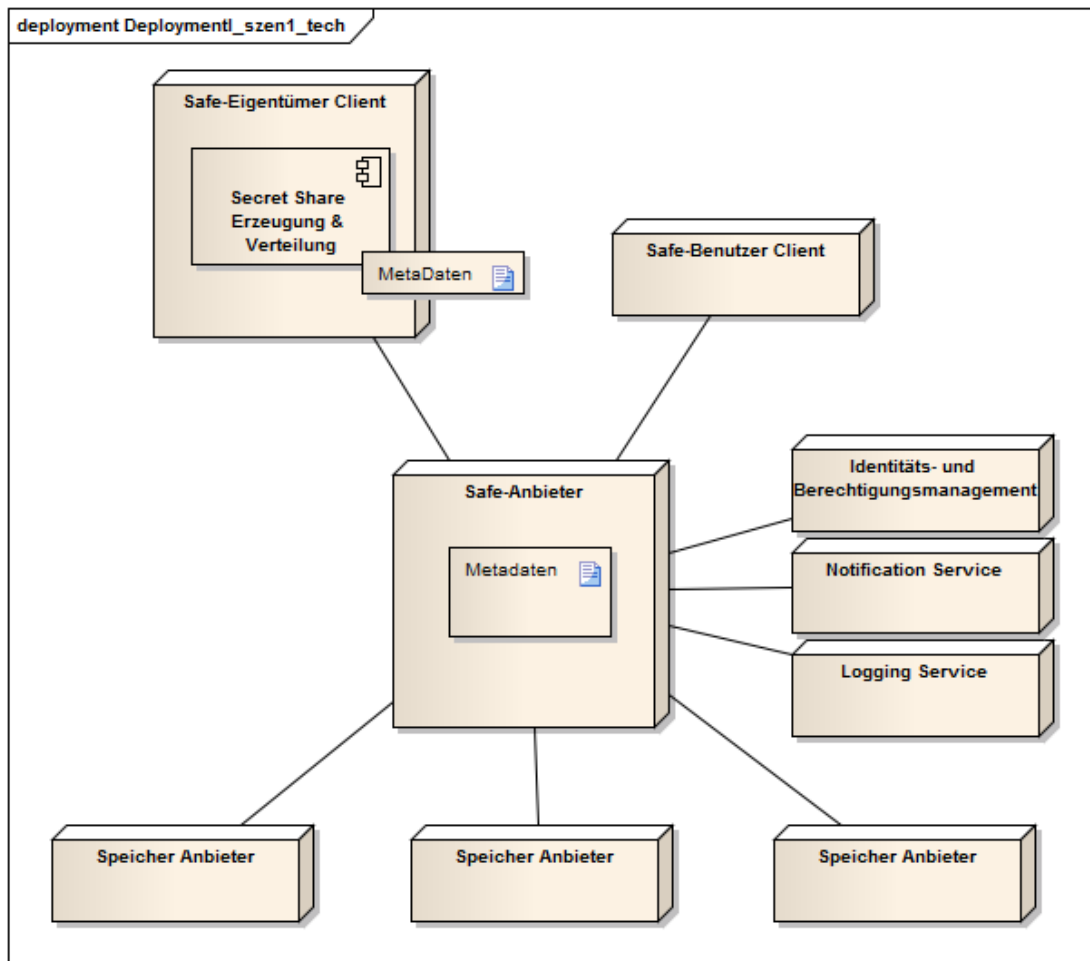 deployment DeploymentI_szen1_tech
Safe-Eigentümer Client
Secret Share
Erzeugung &
Verteilung
MetaDaten
Safe-Benutzer Client
Identitäts- und
Berechtigungsmanagement
Safe-Anbieter
Metadaten
Notification Service
Logging Service
Speicher Anbieter
Speicher Anbieter
Speicher Anbieter